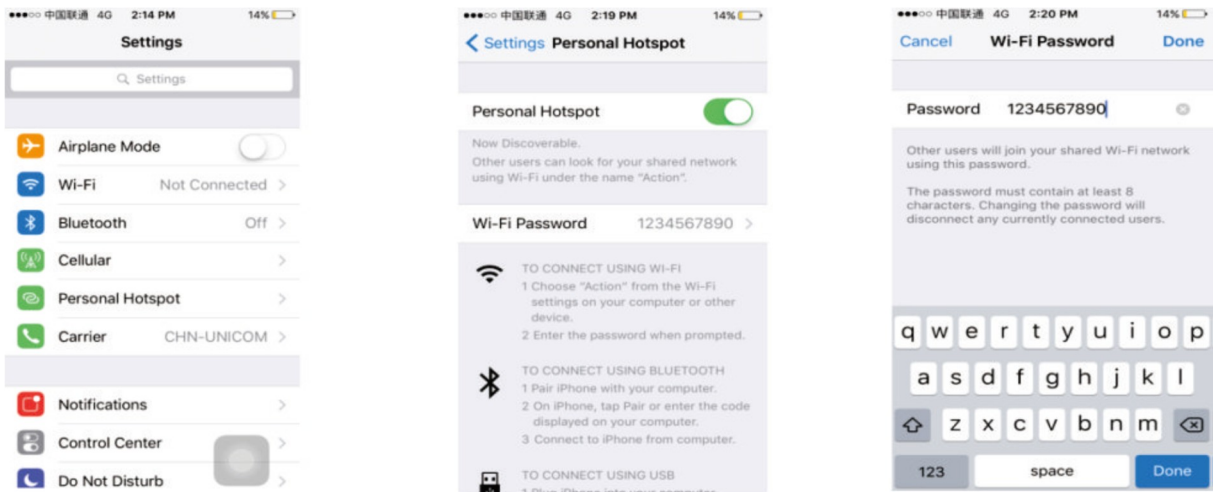 中国联通 4G 2:14 PM 14%
Settings
Settings
Airplane Mode
Wi-Fi Not Connected
Bluetooth Off
Cellular
Personal Hotspot
Carrier CHN-UNICOM
Notifications
Control Center
Do Not Disturb
中国联通 4G 2:19 PM 14%
Settings Personal Hotspot
Personal Hotspot
Now Discoverable.
Other users can look for your shared network
using Wi-Fi under the name "Action".
Wi-Fi Password 1234567890
TO CONNECT USING WI-FI
1 Choose "Action" from the Wi-Fi
settings on your computer or other
device.
2 Enter the password when prompted.
TO CONNECT USING BLUETOOTH
1 Pair iPhone with your computer.
2 On iPhone, tap Pair or enter the code
displayed on your computer.
3 Connect to iPhone from computer.
TO CONNECT USING USB
1 Plug iPhone into your computer.
中国联通 4G 2:20 PM 14%
Cancel Wi-Fi Password Done
Password 1234567890
Other users will join your shared Wi-Fi network
using this password.
The password must contain at least 8
characters. Changing the password will
disconnect any currently connected users.
q w e r t y u i o p
a s d f g h j k l
z x c v b n m
123 space Done